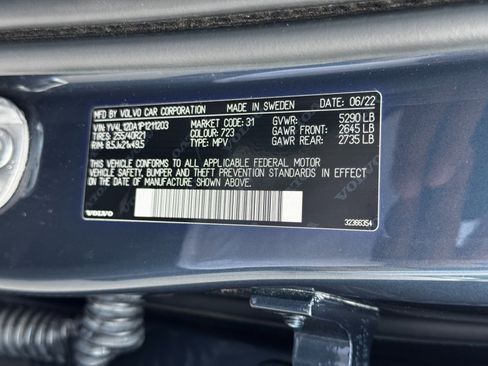 MFD BY VOLVO CAR CORPORATION MADE IN SWEDEN DATE: 06/22
YV4L12DA1P1211203 MARKET CODE: 31 GVWR: 5290 LB
TIRES: 255/40R21 COLOUR: 723 GAWR FRONT: 2645 LB
RIM: 8.5Jx21x49.5 TYPE: MPV GAWR REAR: 2735 LB
THIS VEHICLE CONFORMS TO ALL APPLICABLE FEDERAL MOTOR
VEHICLE SAFETY, BUMPER AND THEFT PREVENTION STANDARDS IN EFFECT
ON THE DATE OF MANUFACTURE SHOWN ABOVE.
VOLVO 32366354